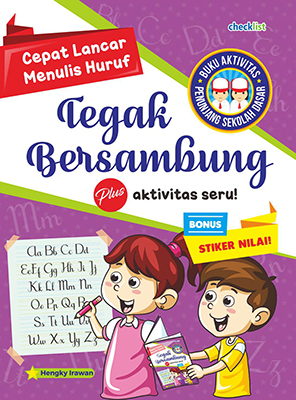 checklist
Cepat Lancar
Menulis Huruf
BUKU AKTIVITAS
PENUNJANG SEKOLAH DASAR
Tegak
Bersambung
Plus aktivitas seru!
BONUS
STIKER NILAI!
Aa Bb Cc Dd
Ee Ff Gg Hh Ii Jj
Kk Ll Mm Nn
Oo Pp Qq Rr
Ss Tt Uu Vv
Ww Xx Yy Zz
Tegak
Bersambung
Hengky Irawan